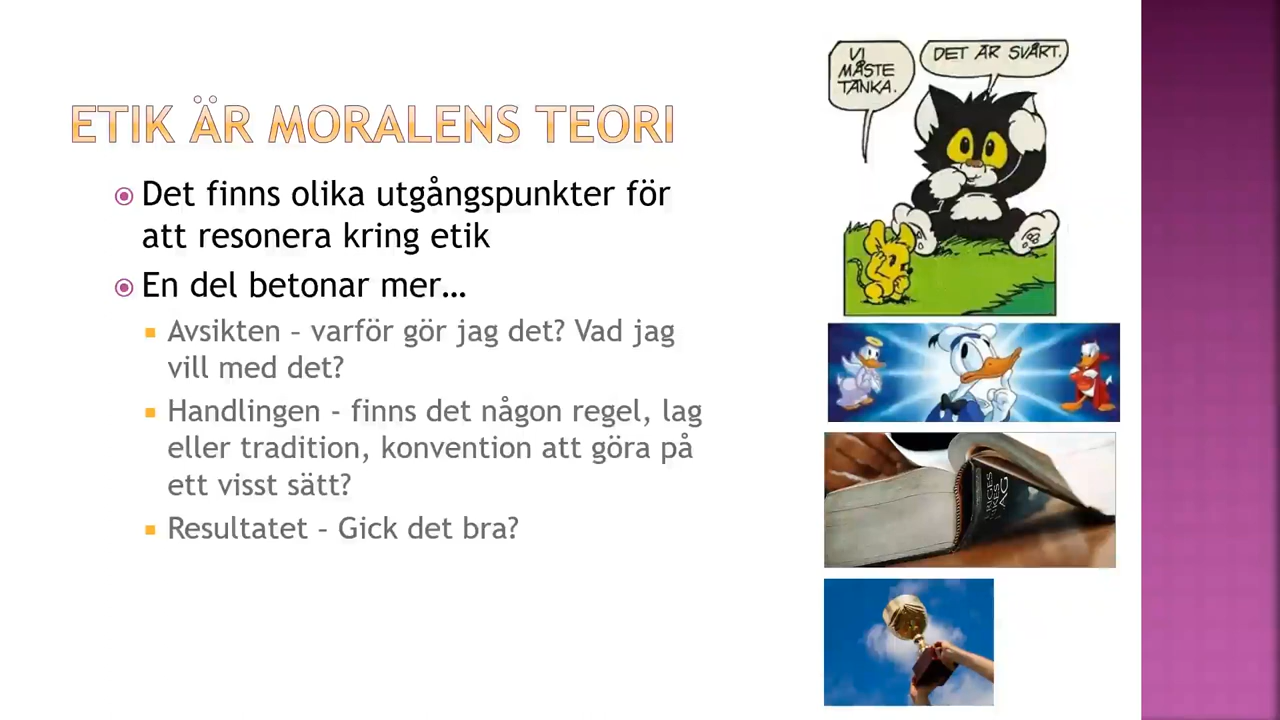 ETIK ÄR MORALENS TEORI
Det finns olika utgångspunkter för
att resonera kring etik
En del betonar mer…
Avsikten – varför gör jag det? Vad jag
vill med det?
Handlingen – finns det någon regel, lag
eller tradition, konvention att göra på
ett visst sätt?
Resultatet – Gick det bra?
VI
MÅSTE
TÄNKA.
DET ÄR SVÅRT.